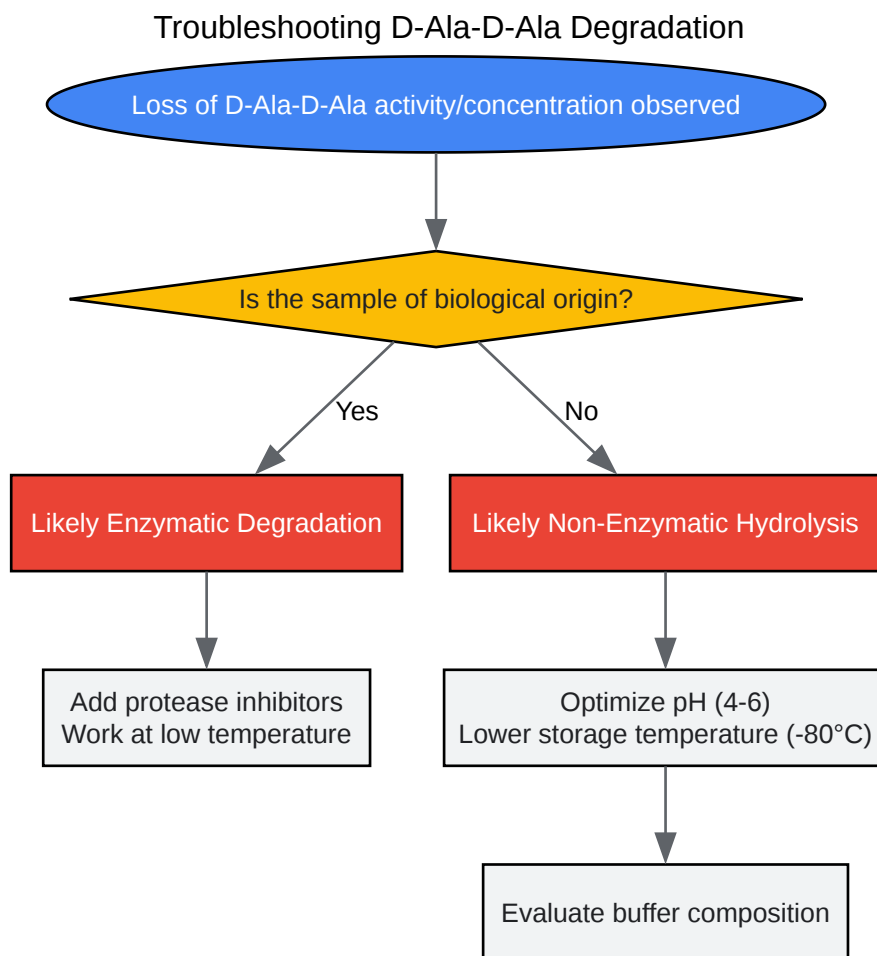 Troubleshooting D-Ala-D-Ala Degradation
Loss of D-Ala-D-Ala activity/concentration observed
Is the sample of biological origin?
Yes
No
Likely Enzymatic Degradation
Likely Non-Enzymatic Hydrolysis
Add protease inhibitors
Work at low temperature
Optimize pH (4-6)
Lower storage temperature (-80°C)
Evaluate buffer composition